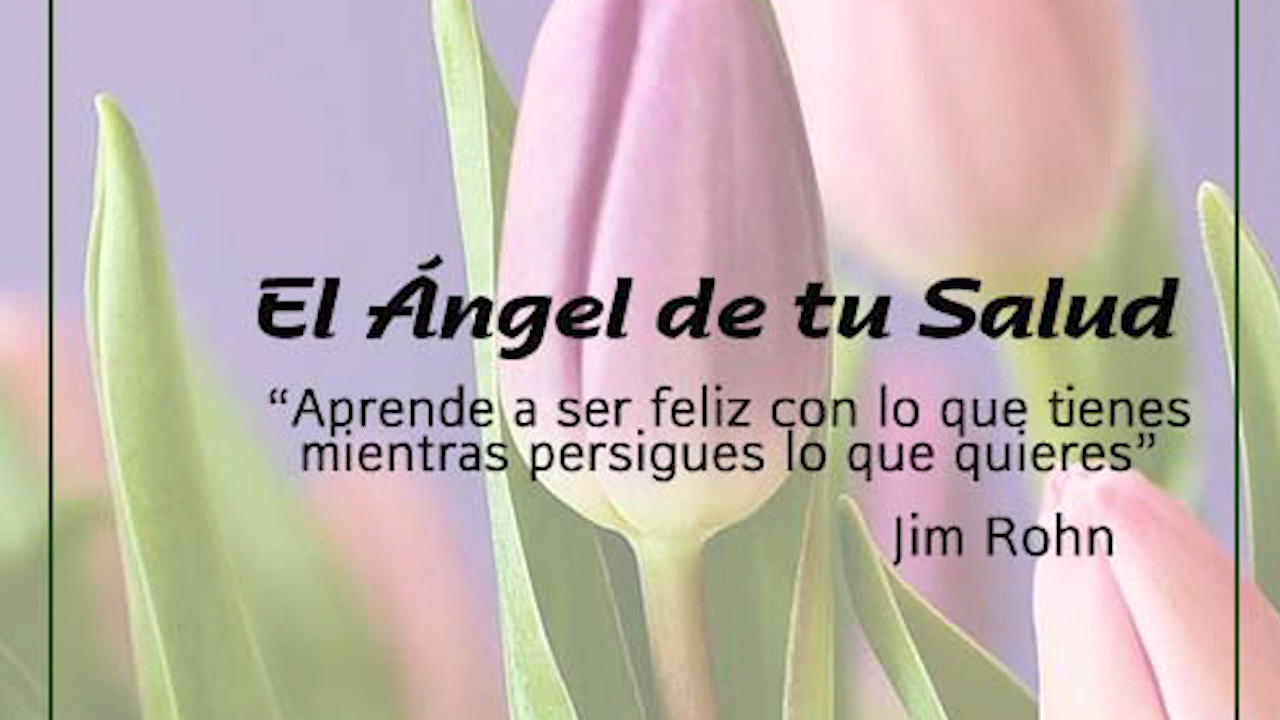 El Ángel de tu Salud
“Aprende a ser feliz con lo que tienes
mientras persigues lo que quieres”
Jim Rohn